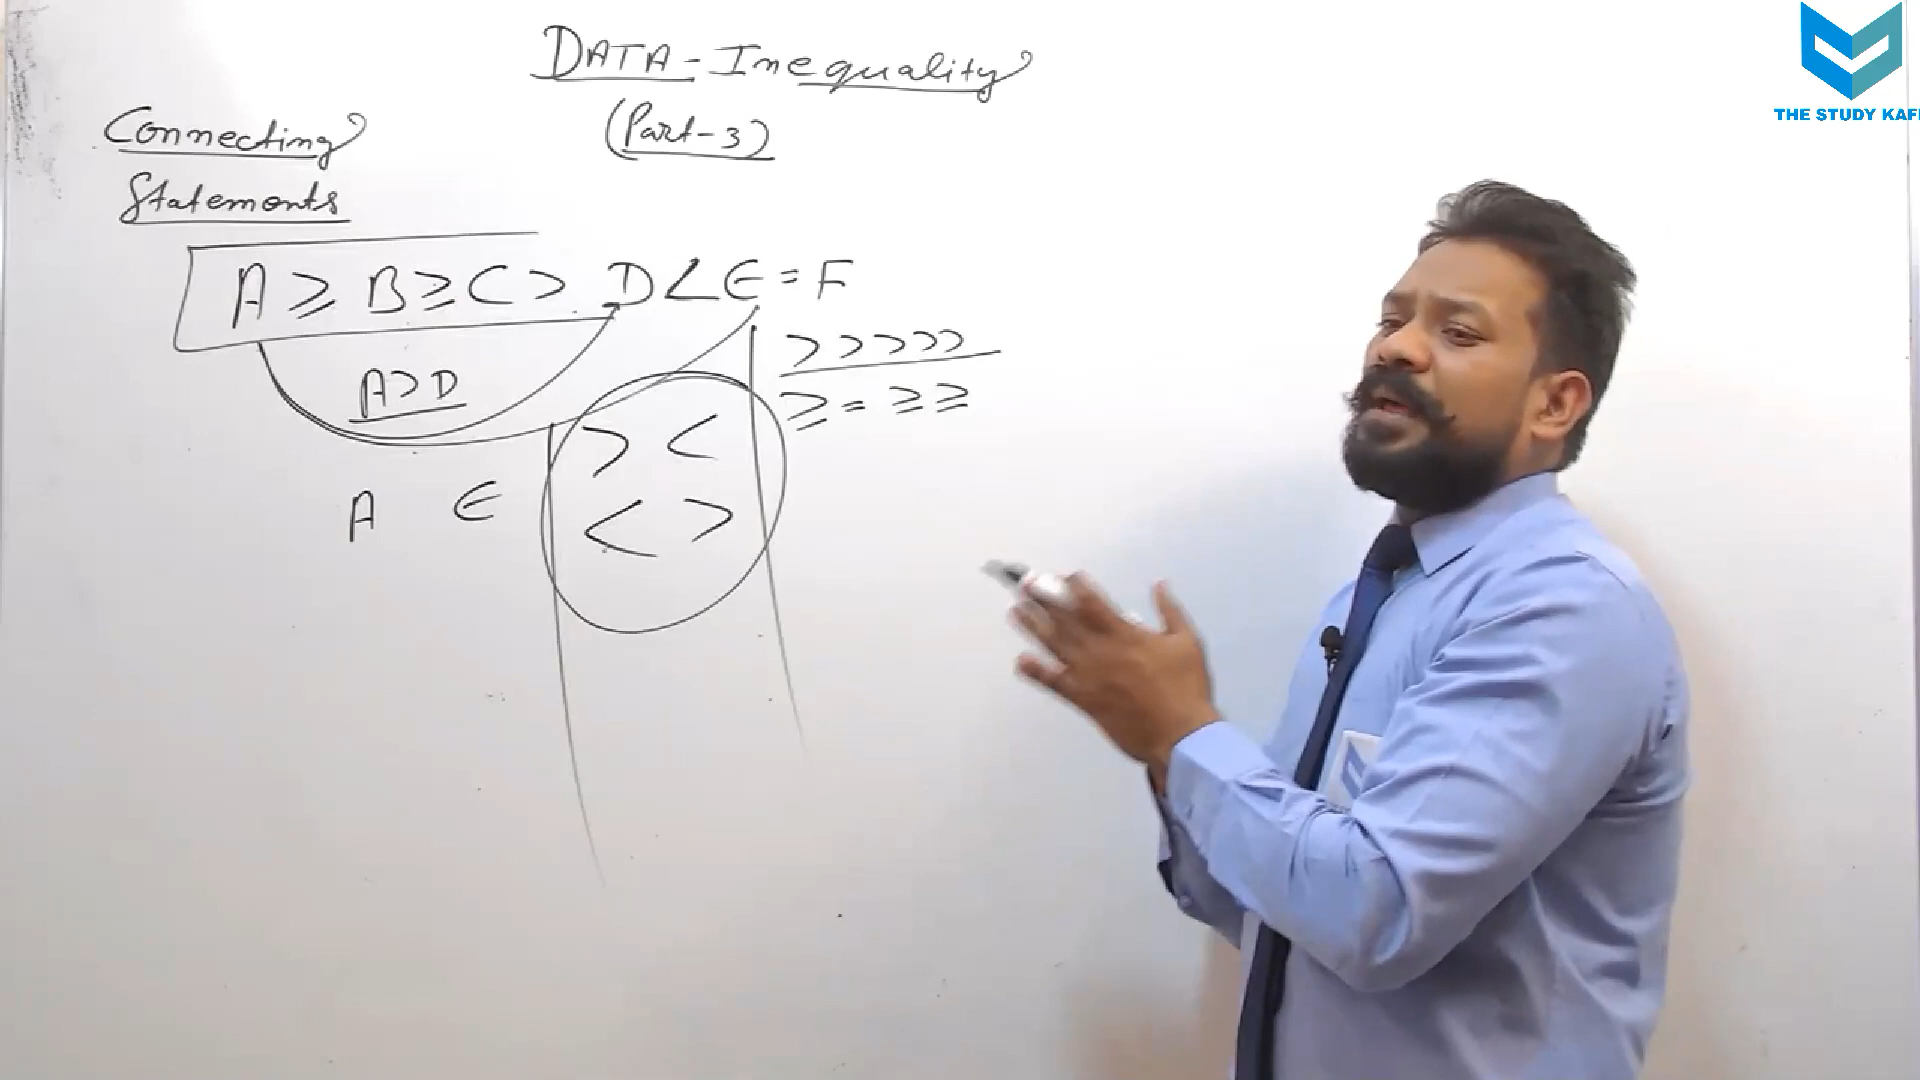 DATA-Inequality
(Part-3)
Connecting
Statements
A ≥ B ≥ C > D < E = F
A > D
> > > > >
≥ = ≥ ≥
A E
> <
< >
THE STUDY KAF